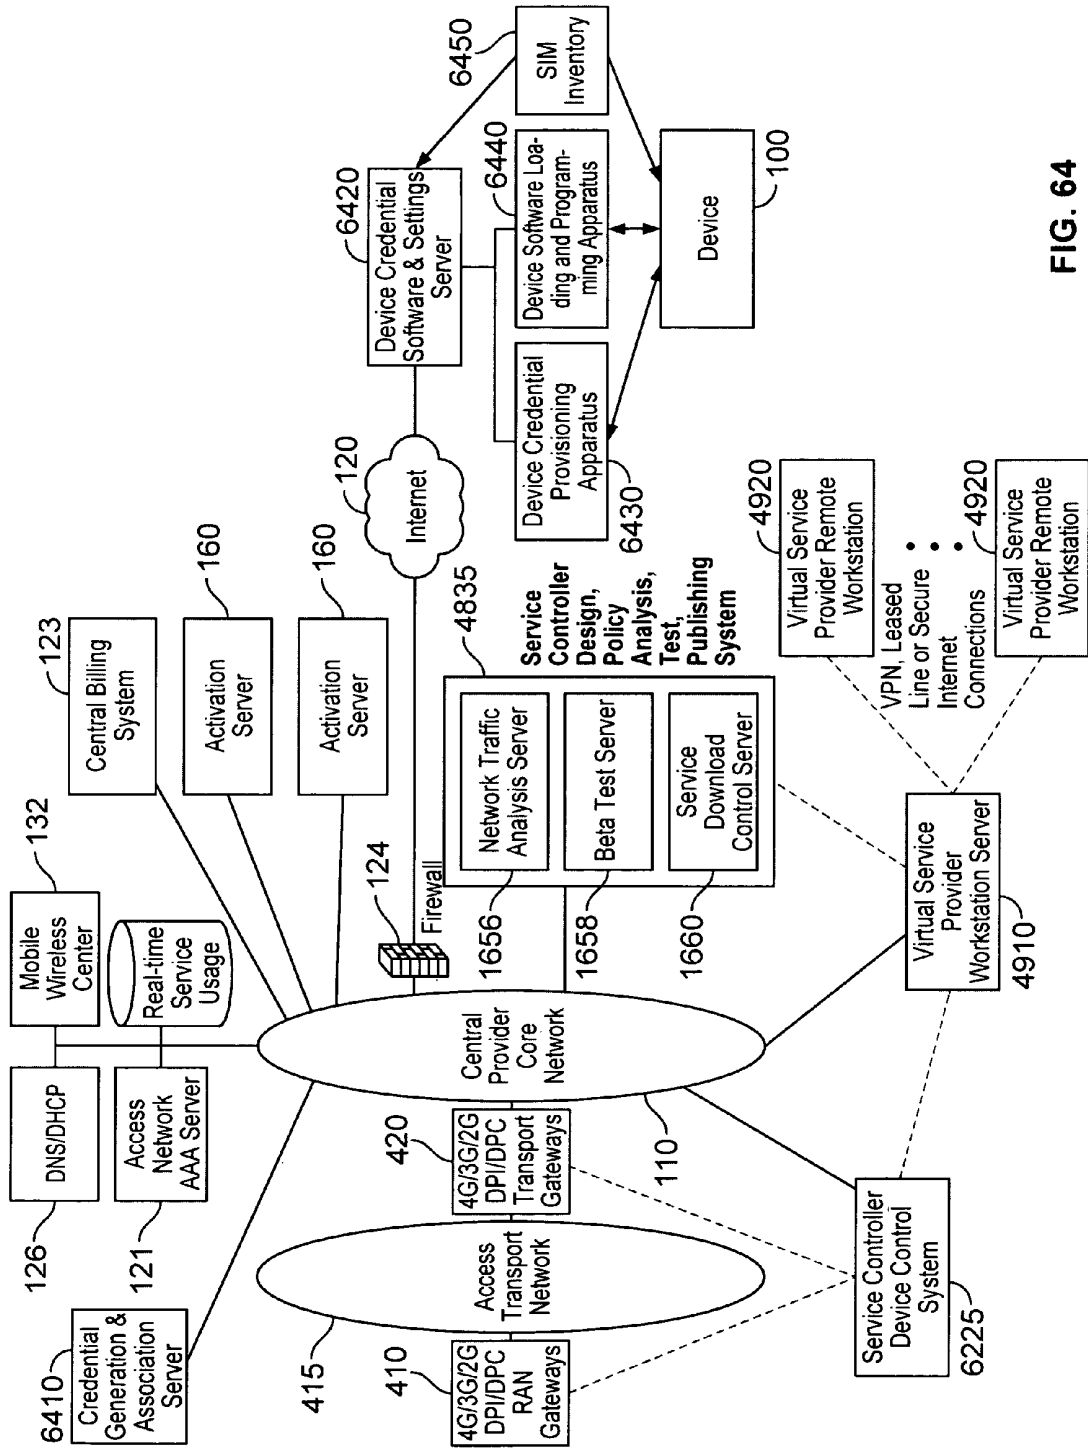 6410
Credential
Generation &
Association
Server
126
DNS/DHCP
121
Access
Network
AAA Server
Mobile
Wireless
Center
132
Real-time
Service
Usage
Central Billing
System
123
Activation
Server
160
Activation
Server
160
415
Access
Transport
Network
410
4G/3G/2G
DPI/DPC
RAN
Gateways
420
4G/3G/2G
DPI/DPC
Transport
Gateways
Central
Provider
Core
Network
110
124
Firewall
Internet
120
Device Credential
Software & Settings
Server
6420
SIM
Inventory
6450
Device Credential
Provisioning
Apparatus
6430
Device Software Loa-
ding and Program-
ming Apparatus
6440
Device
100
4835
Service
Controller
Design,
Policy
Analysis,
Test,
Publishing
System
Network Traffic
Analysis Server
1656
Beta Test Server
1658
Service
Download
Control Server
1660
Service Controller
Device Control
System
6225
Virtual Service
Provider
Workstation Server
4910
VPN, Leased
Line or Secure
Internet
Connections
Virtual Service
Provider Remote
Workstation
4920
Virtual Service
Provider Remote
Workstation
4920
FIG. 64